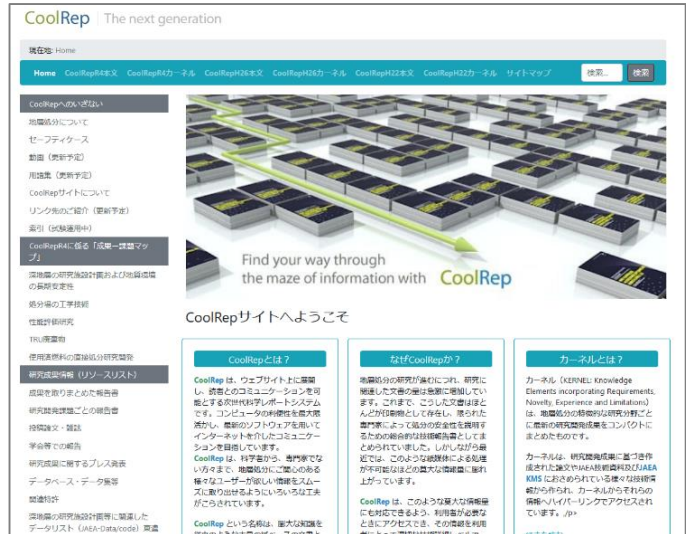 CoolRep The next generation
現在地: Home
Home CoolRepR4本文 CoolRepR4カーネル CoolRepH26本文 CoolRepH26カーネル CoolRepH22本文 CoolRepH22カーネル サイトマップ 検索... 検索
CoolRepへのいざない
地層処分について
セーフティケース
動画（更新予定）
用語集（更新予定）
CoolRepサイトについて
リンク先のご紹介（更新予定）
索引（試験運用中）
CoolRepR4に係る「成果－課題マッ
プ」
深地層の研究施設計画および地質環境
の長期安定性
処分場の工学技術
性能評価研究
TRU廃棄物
使用済燃料の直接処分研究開発
研究成果情報（リソースリスト）
成果を取りまとめた報告書
研究開発課題ごとの報告書
投稿論文・雑誌
学会等での報告
研究成果に関するプレス発表
データベース・データ集等
関連特許
深地層の研究施設計画等に関連した
データリスト（JAEA-Data/code）東濃
Find your way through
the maze of information with CoolRep
CoolRepサイトへようこそ
CoolRepとは？
CoolRep は、ウェブサイト上に展開
し、読者とのコミュニケーションを可
能とする次世代科学レポートシステム
です。コンピュータの利便性を最大限
活かし、最新のソフトウェアを用いて
インターネットを介したコミュニケー
ションを目指しています。
CoolRep は、科学者から、専門家でな
い方々まで、地層処分にご関心のある
様々なユーザーが欲しい情報をスムー
ズに取り出せるようにいろいろな工夫
がこらされています。
CoolRep という名称は、膨大な知識を
なぜCoolRepか？
地層処分の研究が進むにつれ、研究に
関連した文書の量は急激に増加してい
ます。これまで、こうした文書はほと
んどが印刷物として存在し、限られた
専門家によって処分の安全性を説明す
るための総合的な技術報告書としてま
とめられていました。しかしながら最
近では、このような紙媒体による処理
が不可能なほどの莫大な情報量に膨れ
上がっています。
CoolRep は、このような莫大な情報量
にも対応できるよう、利用者が必要な
ときにアクセスでき、その情報を利用
カーネルとは？
カーネル（KERNEL: Knowledge
Elements incorporating Requirements,
Novelty, Experience and Limitations）
は、地層処分の特徴的な研究分野ごと
に最新の研究開発成果をコンパクトに
まとめたものです。
カーネルは、研究開発成果に基づき作
成された論文やJAEA技術資料及びJAEA
KMS におさめられている様々な技術情
報から作られ、カーネルからそれらの
情報へハイパーリンクでアクセスされ
ています。/p>